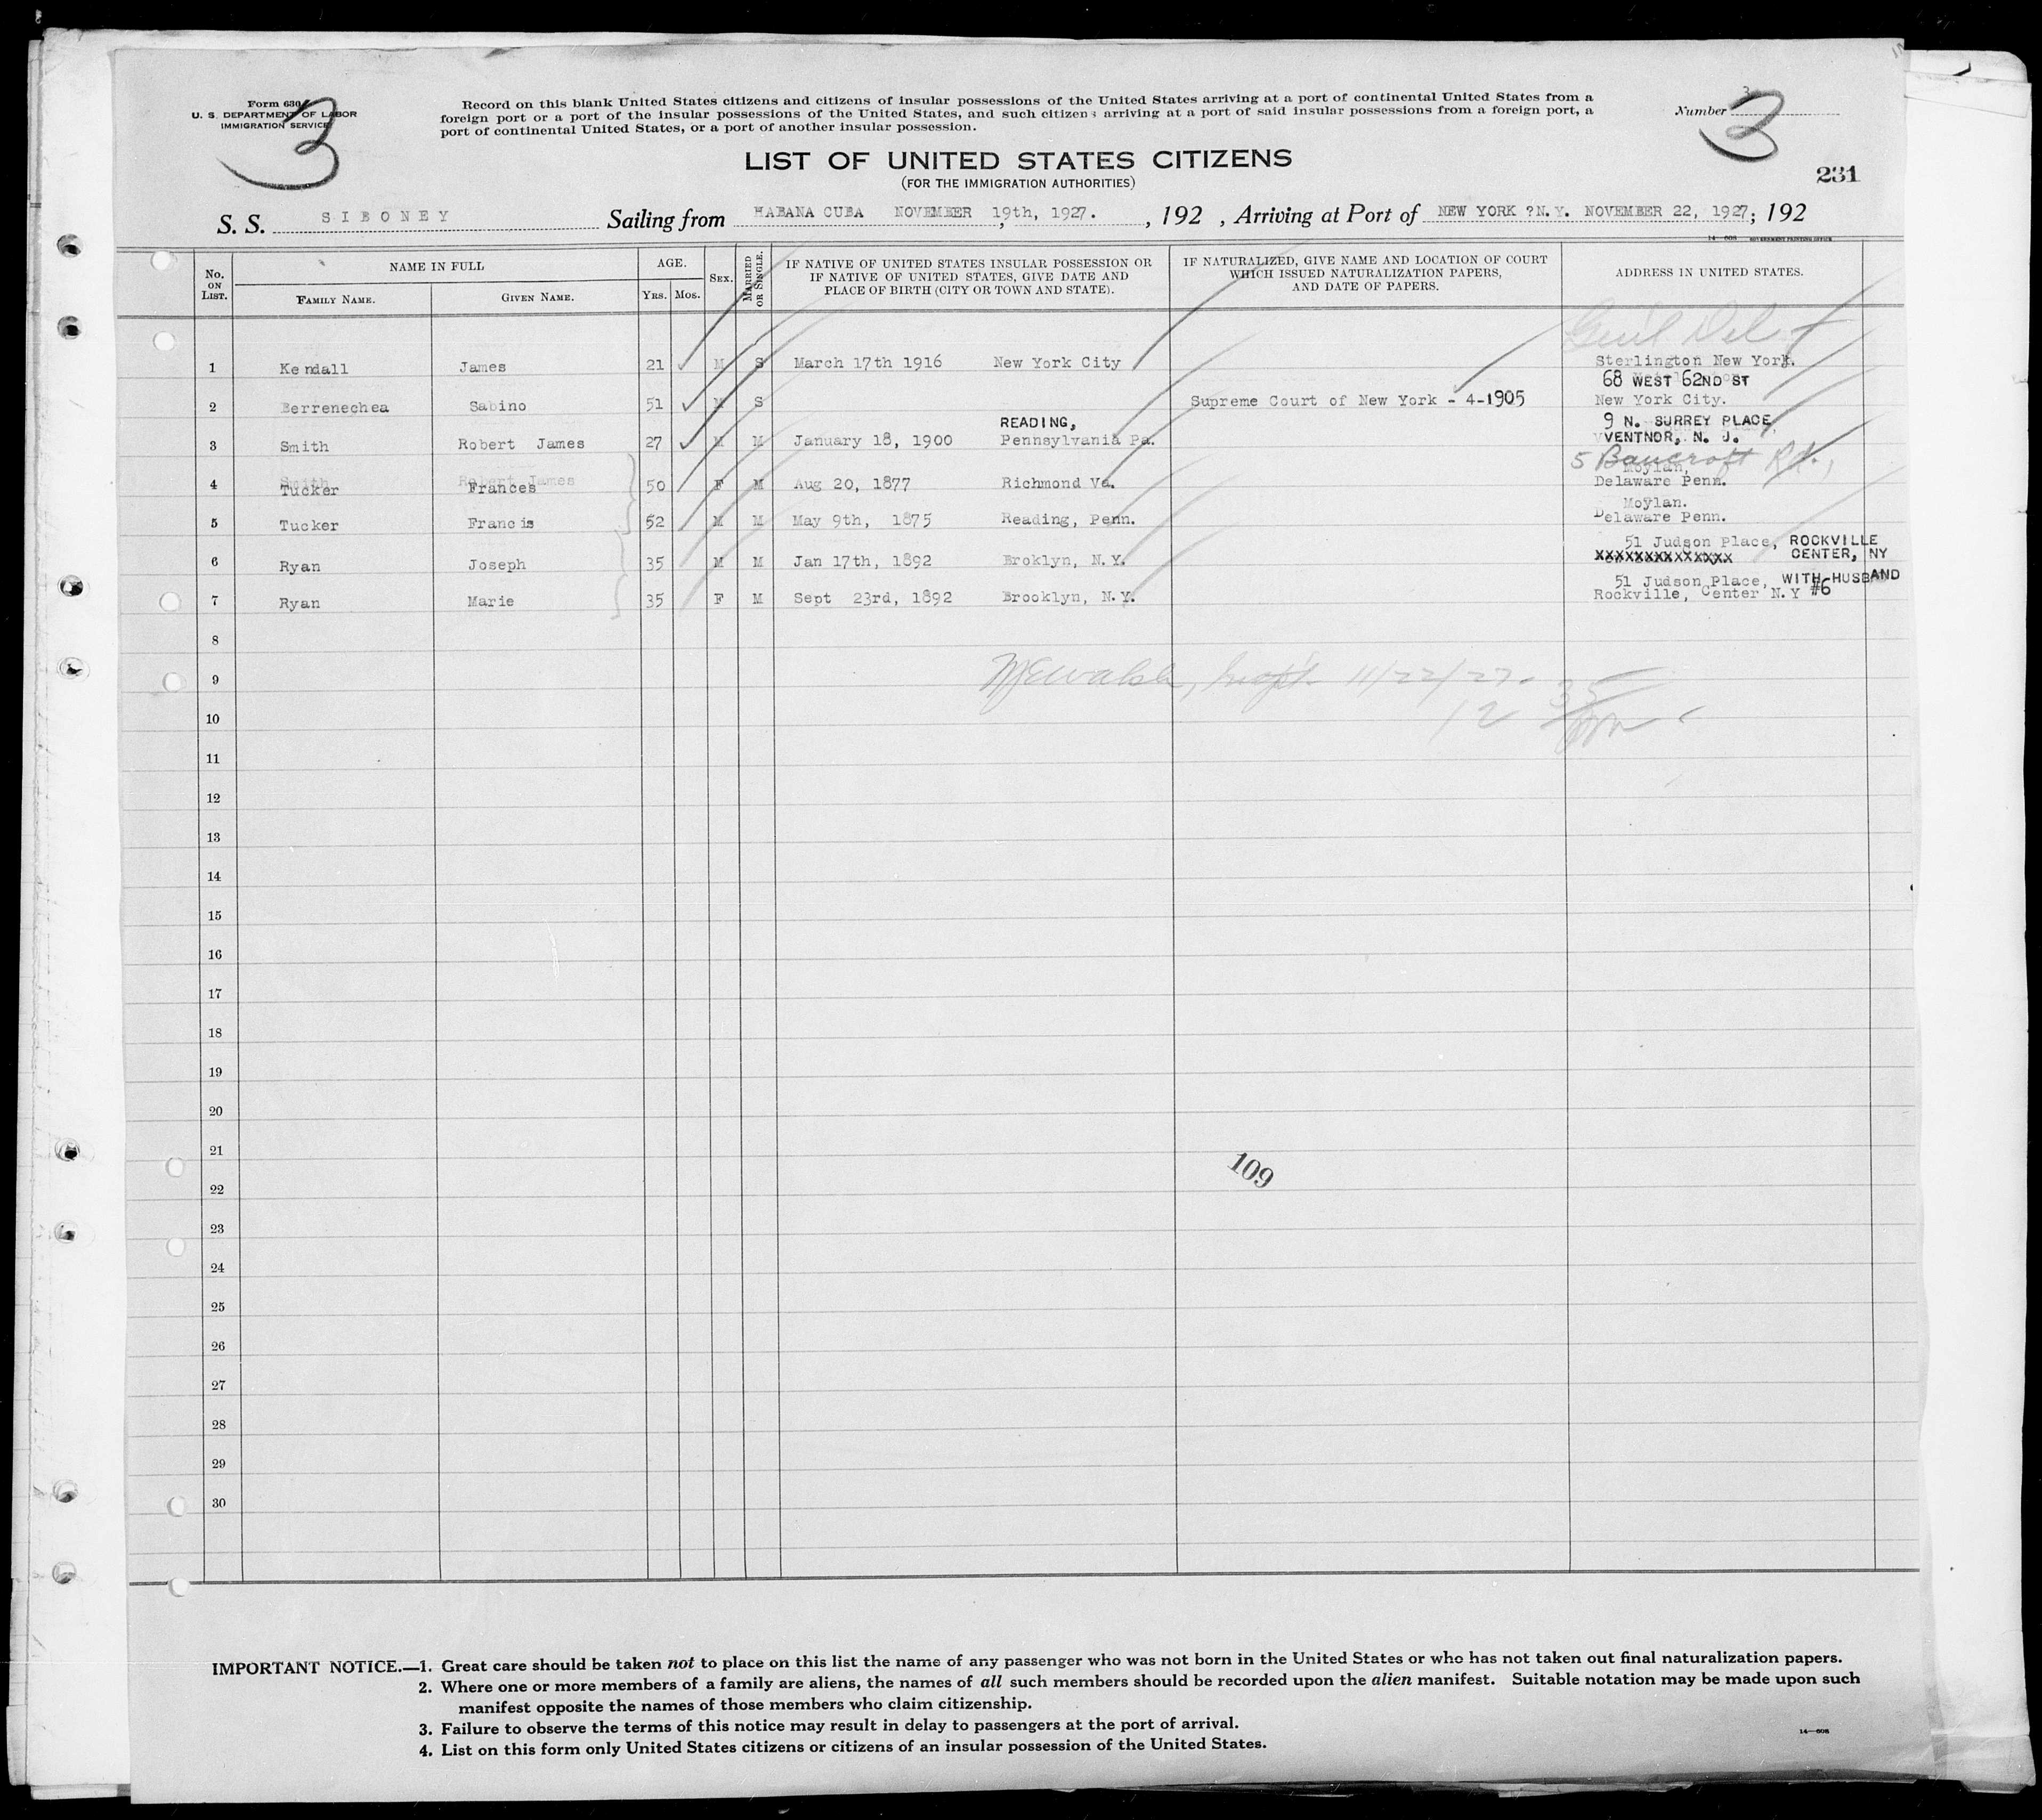 Form 630
U. S. DEPARTMENT OF LABOR
IMMIGRATION SERVICE
3
Record on this blank United States citizens and citizens of insular possessions of the United States arriving at a port of continental United States from a
foreign port or a port of the insular possessions of the United States, and such citizens arriving at a port of said insular possessions from a foreign port, a
port of continental United States, or a port of another insular possession.
Number 3
3
LIST OF UNITED STATES CITIZENS
(FOR THE IMMIGRATION AUTHORITIES)
231
S. S. SIBONEY Sailing from HABANA CUBA NOVEMBER 19th, 1927. , 192 , Arriving at Port of NEW YORK ?N.Y. NOVEMBER 22, 1927; 192
14—608 GOVERNMENT PRINTING OFFICE
No. ON LIST. NAME IN FULL FAMILY NAME. GIVEN NAME. AGE. YRS. MOS. SEX. MARRIED OR SINGLE. IF NATIVE OF UNITED STATES INSULAR POSSESSION OR IF NATIVE OF UNITED STATES, GIVE DATE AND PLACE OF BIRTH (CITY OR TOWN AND STATE). IF NATURALIZED, GIVE NAME AND LOCATION OF COURT WHICH ISSUED NATURALIZATION PAPERS, AND DATE OF PAPERS. ADDRESS IN UNITED STATES.
Gen'l Del
1 Kendall James 21 M S March 17th 1916 New York City Sterlington New York.
68 WEST 62ND ST
2 Berrenechea Sabino 51 M S Supreme Court of New York - 4-1905 New York City.
READING, 9 N. SURREY PLACE
3 Smith Robert James 27 M M January 18, 1900 Pennsylvania Pa. VENTNOR, N. J.
5 Bancroft Rd.,
Moylan,
4 Tucker Frances 50 F M Aug 20, 1877 Richmond Va. Delaware Penn.
Moylan.
5 Tucker Francis 52 M M May 9th, 1875 Reading, Penn. Delaware Penn.
51 Judson Place, ROCKVILLE
6 Ryan Joseph 35 M M Jan 17th, 1892 Broklyn, N.Y. XXXXXXXXXXXXXX CENTER, NY
51 Judson Place, WITH HUSBAND
7 Ryan Marie 35 F M Sept 23rd, 1892 Brooklyn, N.Y. Rockville, Center N.Y #6
8
9
11/22/27.
10
12 35
11
12
13
14
15
16
17
18
19
20
21
109
22
23
24
25
26
27
28
29
30
IMPORTANT NOTICE.—1. Great care should be taken not to place on this list the name of any passenger who was not born in the United States or who has not taken out final naturalization papers.
2. Where one or more members of a family are aliens, the names of all such members should be recorded upon the alien manifest. Suitable notation may be made upon such
manifest opposite the names of those members who claim citizenship.
3. Failure to observe the terms of this notice may result in delay to passengers at the port of arrival.
14—608
4. List on this form only United States citizens or citizens of an insular possession of the United States.